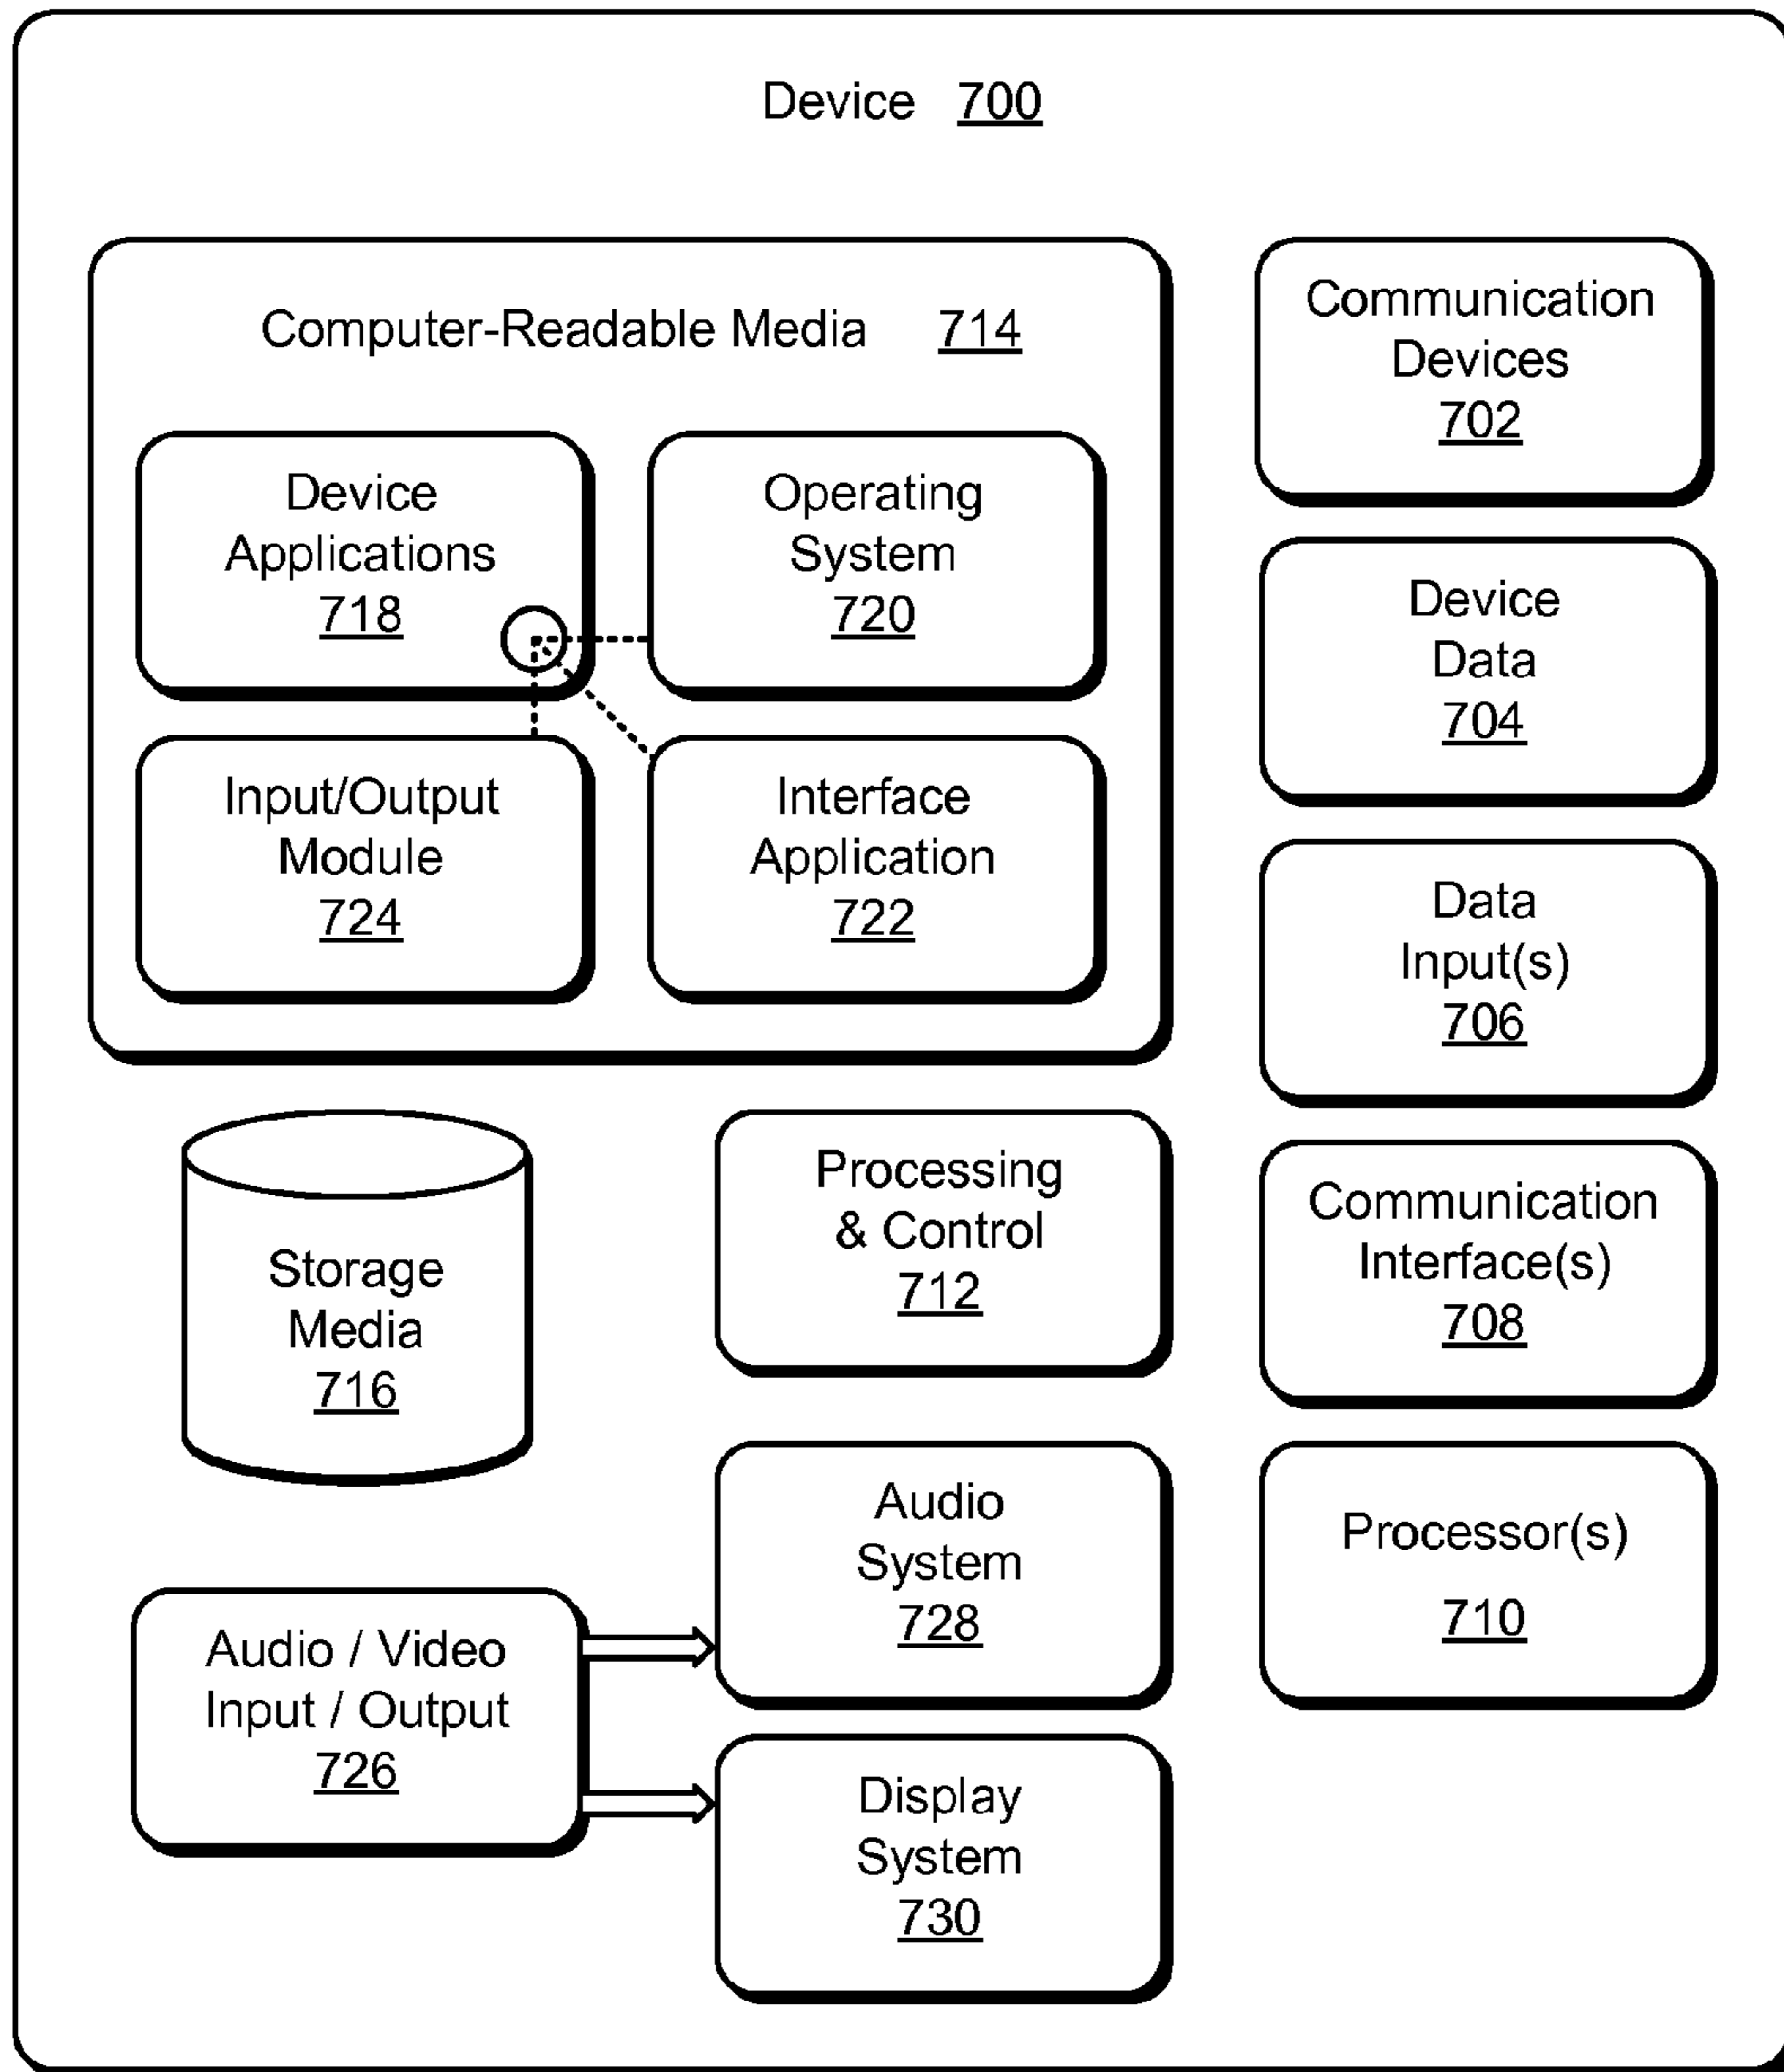 Device 700
Computer-Readable Media 714
Device
Applications
718
Operating
System
720
Input/Output
Module
724
Interface
Application
722
Storage
Media
716
Processing
& Control
712
Audio / Video
Input / Output
726
Audio
System
728
Display
System
730
Communication
Devices
702
Device
Data
704
Data
Input(s)
706
Communication
Interface(s)
708
Processor(s)
710